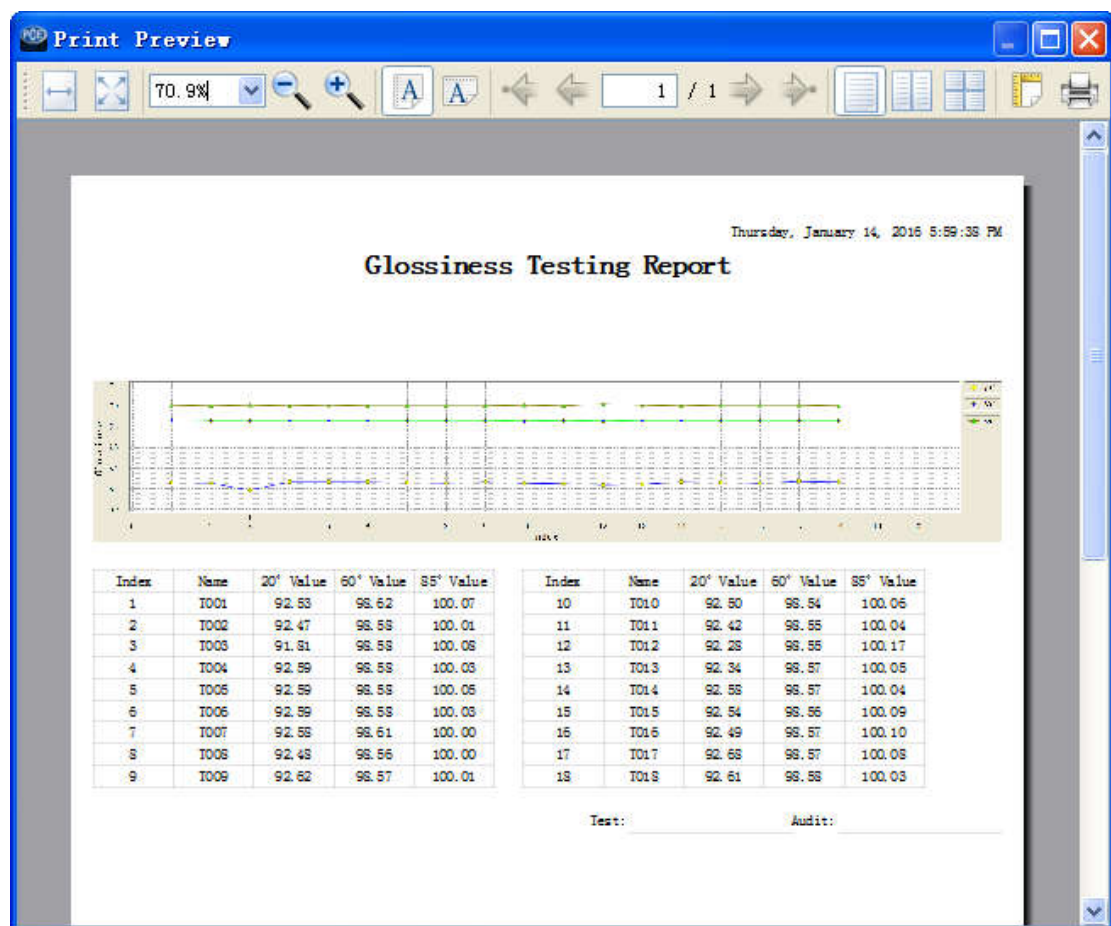 PCE Print Preview
70.9%
1 / 1
Thursday, January 14, 2016 5:59:38 PM
Glossiness Testing Report
Index Name 20° Value 60° Value 85° Value Index Name 20° Value 60° Value 85° Value
1 T001 92.53 98.62 100.07 10 T010 92.50 98.54 100.06
2 T002 92.47 98.58 100.01 11 T011 92.42 98.55 100.04
3 T003 91.81 98.58 100.08 12 T012 92.28 98.55 100.17
4 T004 92.59 98.58 100.03 13 T013 92.34 98.57 100.05
5 T005 92.59 98.58 100.05 14 T014 92.58 98.57 100.04
6 T006 92.59 98.58 100.03 15 T015 92.54 98.56 100.09
7 T007 92.58 98.61 100.00 16 T016 92.49 98.57 100.10
8 T008 92.48 98.56 100.00 17 T017 92.68 98.57 100.08
9 T009 92.62 98.57 100.01 18 T018 92.61 98.58 100.03
Test: Audit: